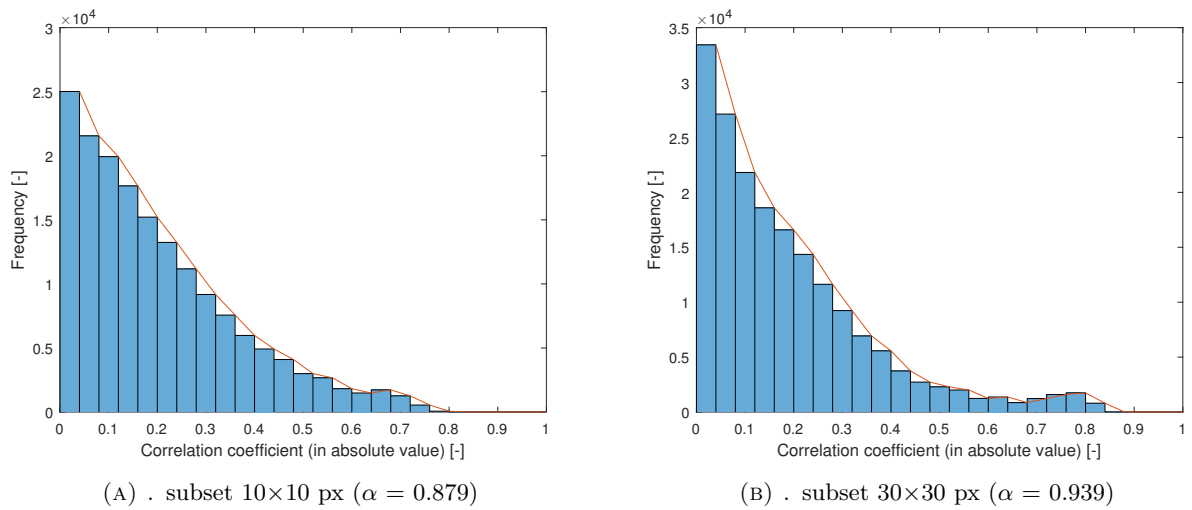 ×10⁴
3
2.5
2
1.5
1
0.5
0
Frequency [-]
0 0.1 0.2 0.3 0.4 0.5 0.6 0.7 0.8 0.9 1
Correlation coefficient (in absolute value) [-]
(A) . subset 10×10 px (α = 0.879)
×10⁴
3.5
3
2.5
2
1.5
1
0.5
0
Frequency [-]
0 0.1 0.2 0.3 0.4 0.5 0.6 0.7 0.8 0.9 1
Correlation coefficient (in absolute value) [-]
(B) . subset 30×30 px (α = 0.939)